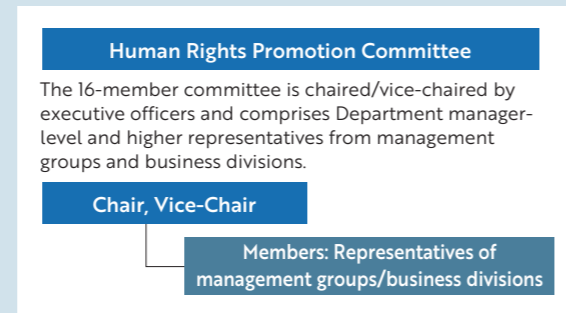 Human Rights Promotion Committee
The 16-member committee is chaired/vice-chaired by
executive officers and comprises Department manager-
level and higher representatives from management
groups and business divisions.
Chair, Vice-Chair
Members: Representatives of
management groups/business divisions